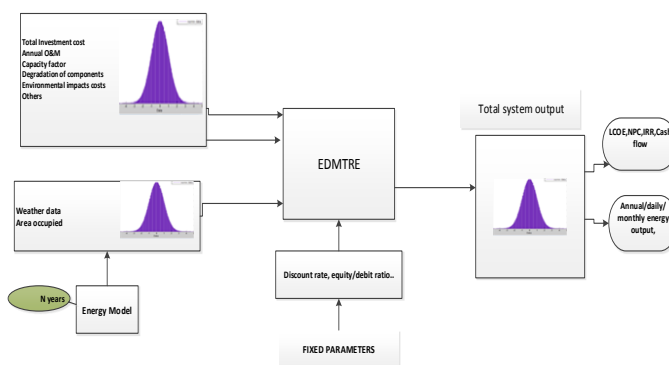 Total Investment cost
Annual O&M
Capacity factor
Degradation of components
Environmental impacts costs
Others
Weather data
Area occupied
N years
Energy Model
EDMTRE
Discount rate, equity/debit ratio..
FIXED PARAMETERS
Total system output
LCOE,NPC,IRR,Cash
flow
Annual/daily/
monthly energy
output,